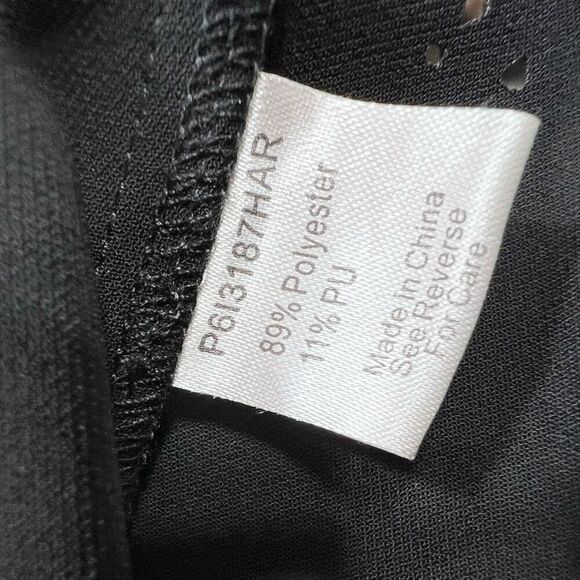 P6I3187HAR
89% Polyester
11% PU
Made in China
See Reverse
For Care